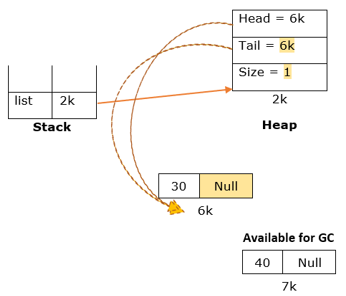 Head = 6k
Tail = 6k
Size = 1
2k
Heap
list 2k
Stack
30 Null
6k
Available for GC
40 Null
7k